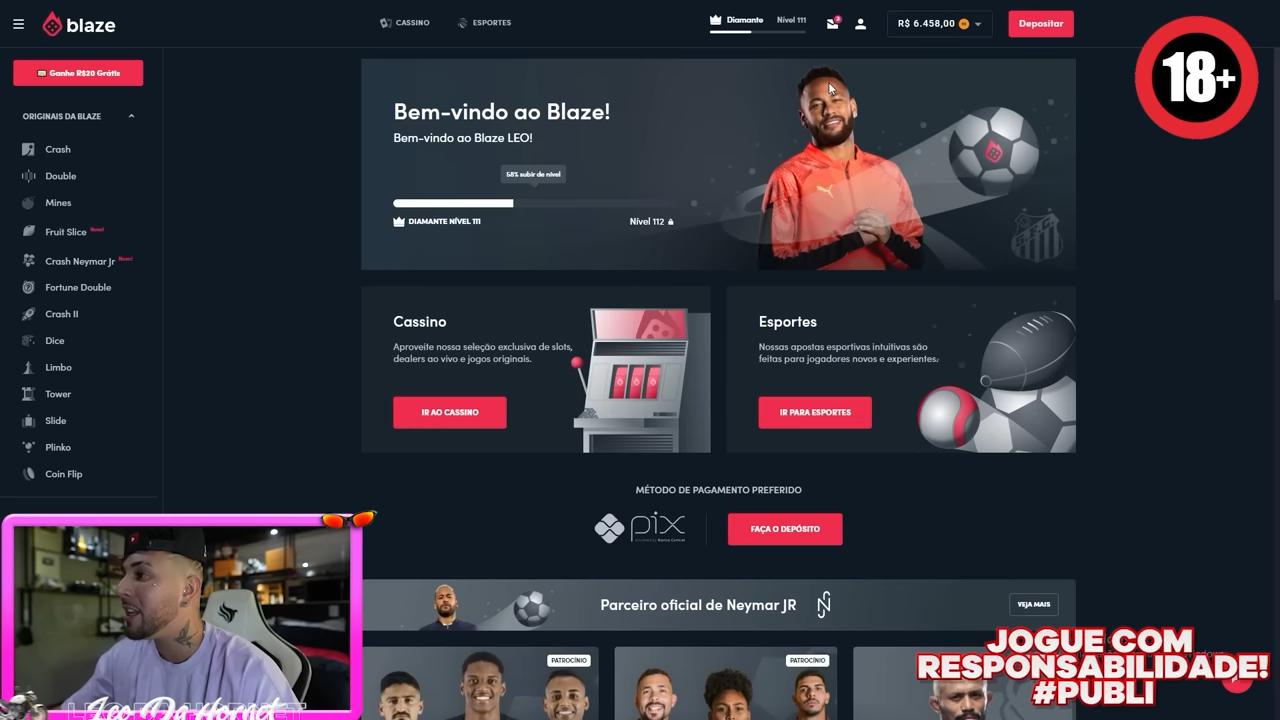 blaze
CASSINO
ESPORTES
Diamante
Nível 111
3
R$ 6.458,00
Depositar
18+
Ganhe R$20 Grátis
ORIGINAIS DA BLAZE
Crash
Double
Mines
Fruit Slice
Crash Neymar Jr
Fortune Double
Crash II
Dice
Limbo
Tower
Slide
Plinko
Coin Flip
Bem-vindo ao Blaze!
Bem-vindo ao Blaze LEO!
58% subir de nível
DIAMANTE NÍVEL 111
Nível 112
Cassino
Aproveite nossa seleção exclusiva de slots,
dealers ao vivo e jogos originais.
IR AO CASSINO
Esportes
Nossas apostas esportivas intuitivas são
feitas para jogadores novos e experientes.
IR PARA ESPORTES
MÉTODO DE PAGAMENTO PREFERIDO
pix
FAÇA O DEPÓSITO
Parceiro oficial de Neymar JR
VEJA MAIS
PATROCÍNIO
PATROCÍNIO
JOGUE COM
RESPONSABILIDADE!
#PUBLI
Leo Da Hornet